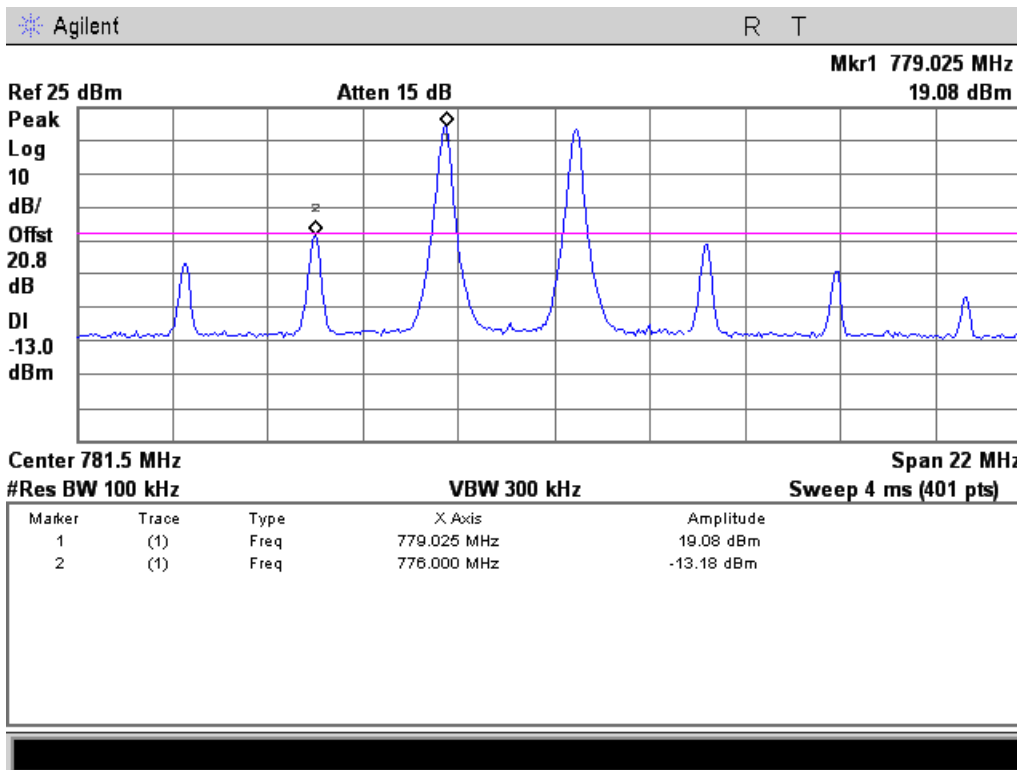 Agilent R T
Mkr1 779.025 MHz
Ref 25 dBm Atten 15 dB 19.08 dBm
Peak
Log
10
dB/
Offst
20.8
dB
DI
-13.0
dBm
2
Center 781.5 MHz Span 22 MHz
#Res BW 100 kHz VBW 300 kHz Sweep 4 ms (401 pts)
Marker Trace Type X Axis Amplitude
1 (1) Freq 779.025 MHz 19.08 dBm
2 (1) Freq 776.000 MHz -13.18 dBm